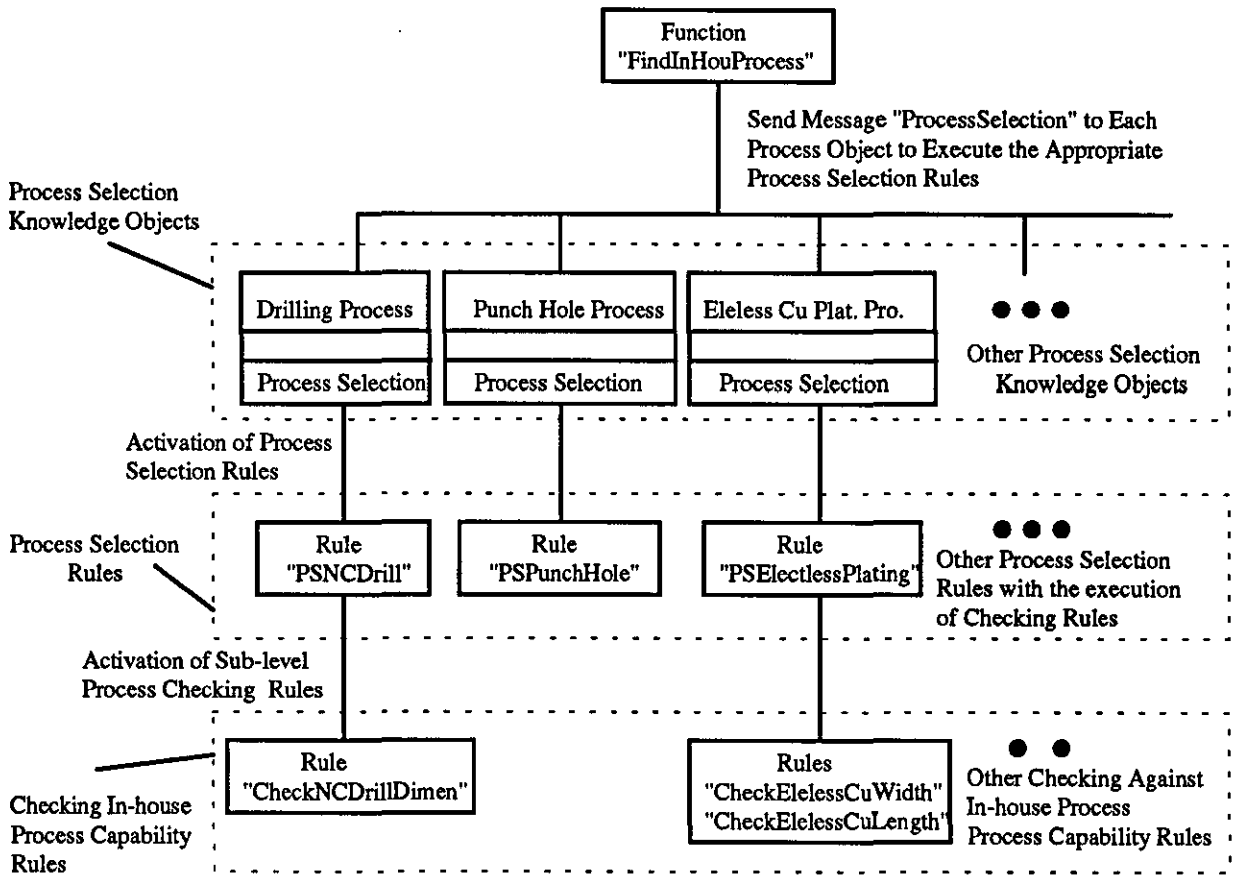 Function
"FindInHouProcess"
Send Message "ProcessSelection" to Each
Process Object to Execute the Appropriate
Process Selection Rules
Process Selection
Knowledge Objects
Drilling Process
Process Selection
Punch Hole Process
Process Selection
Eleless Cu Plat. Pro.
Process Selection
Other Process Selection
Knowledge Objects
Activation of Process
Selection Rules
Process Selection
Rules
Rule
"PSNCDrill"
Rule
"PSPunchHole"
Rule
"PSElectlessPlating"
Other Process Selection
Rules with the execution
of Checking Rules
Activation of Sub-level
Process Checking Rules
Checking In-house
Process Capability
Rules
Rule
"CheckNCDrillDimen"
Rules
"CheckElelessCuWidth"
"CheckElelessCuLength"
Other Checking Against
In-house Process
Process Capability Rules